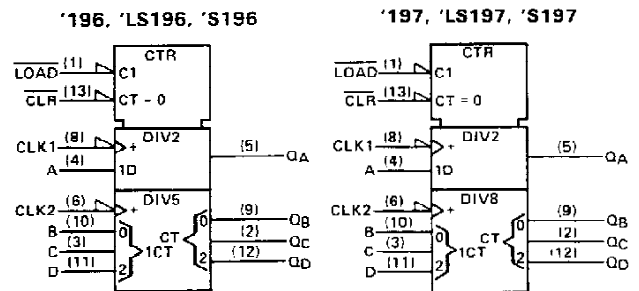 '196, 'LS196, 'S196
CTR
LOAD (1) C1
CLR (13) CT = 0
DIV2
CLK1 (8) +
(5) QA
A (4) 1D
DIV5
CLK2 (6) +
B (10) 0
C (3) 1CT
D (11) 2
CT 0 (9) QB
(2) QC
2 (12) QD
'197, 'LS197, 'S197
CTR
LOAD (1) C1
CLR (13) CT = 0
DIV2
CLK1 (8) +
(5) QA
A (4) 1D
DIV8
CLK2 (6) +
B (10) 0
C (3) 1CT
D (11) 2
CT 0 (9) QB
(2) QC
2 (12) QD